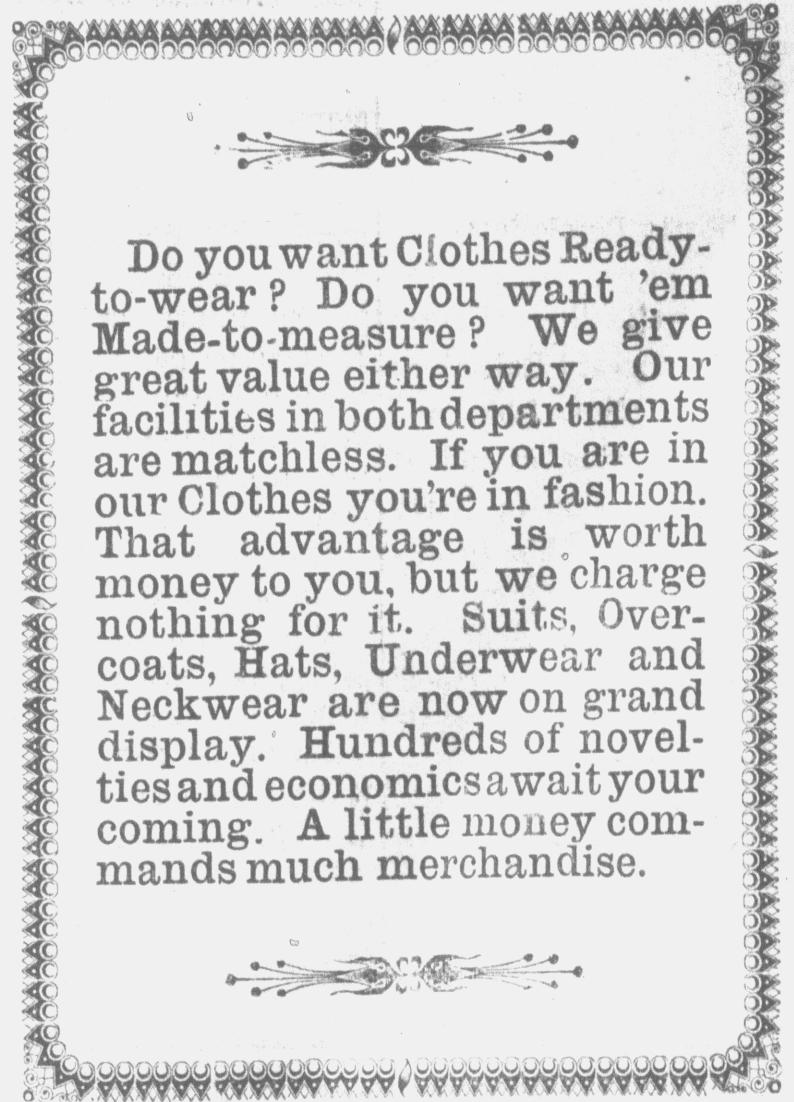 Do you want Clothes Ready-
to-wear? Do you want 'em
Made-to-measure? We give
great value either way. Our
facilities in both departments
are matchless. If you are in
our Clothes you're in fashion.
That advantage is worth
money to you, but we charge
nothing for it. Suits, Over-
coats, Hats, Underwear and
Neckwear are now on grand
display. Hundreds of novel-
ties and economics await your
coming. A little money com-
mands much merchandise.